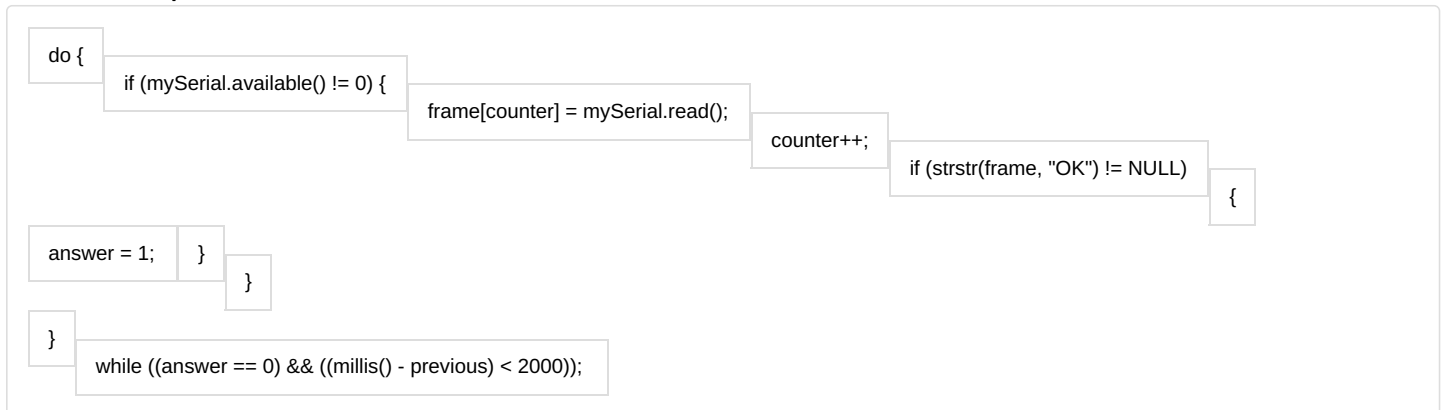 do {
if (mySerial.available() != 0) {
frame[counter] = mySerial.read();
counter++;
if (strstr(frame, "OK") != NULL)
{
answer = 1;
}
}
}
while ((answer == 0) && ((millis() - previous) < 2000));